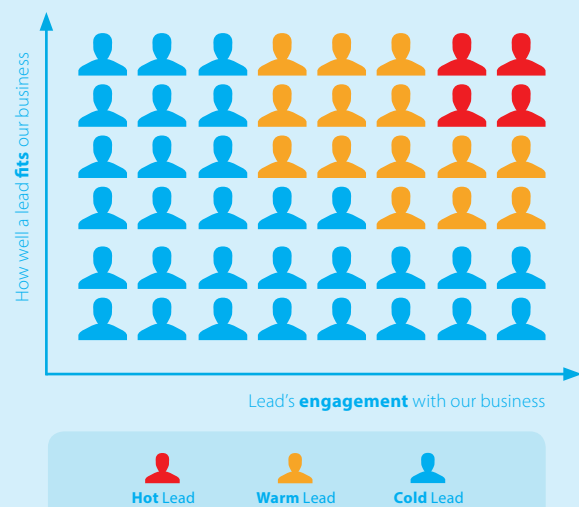 How well a lead fits our business
Lead's engagement with our business
Hot Lead
Warm Lead
Cold Lead